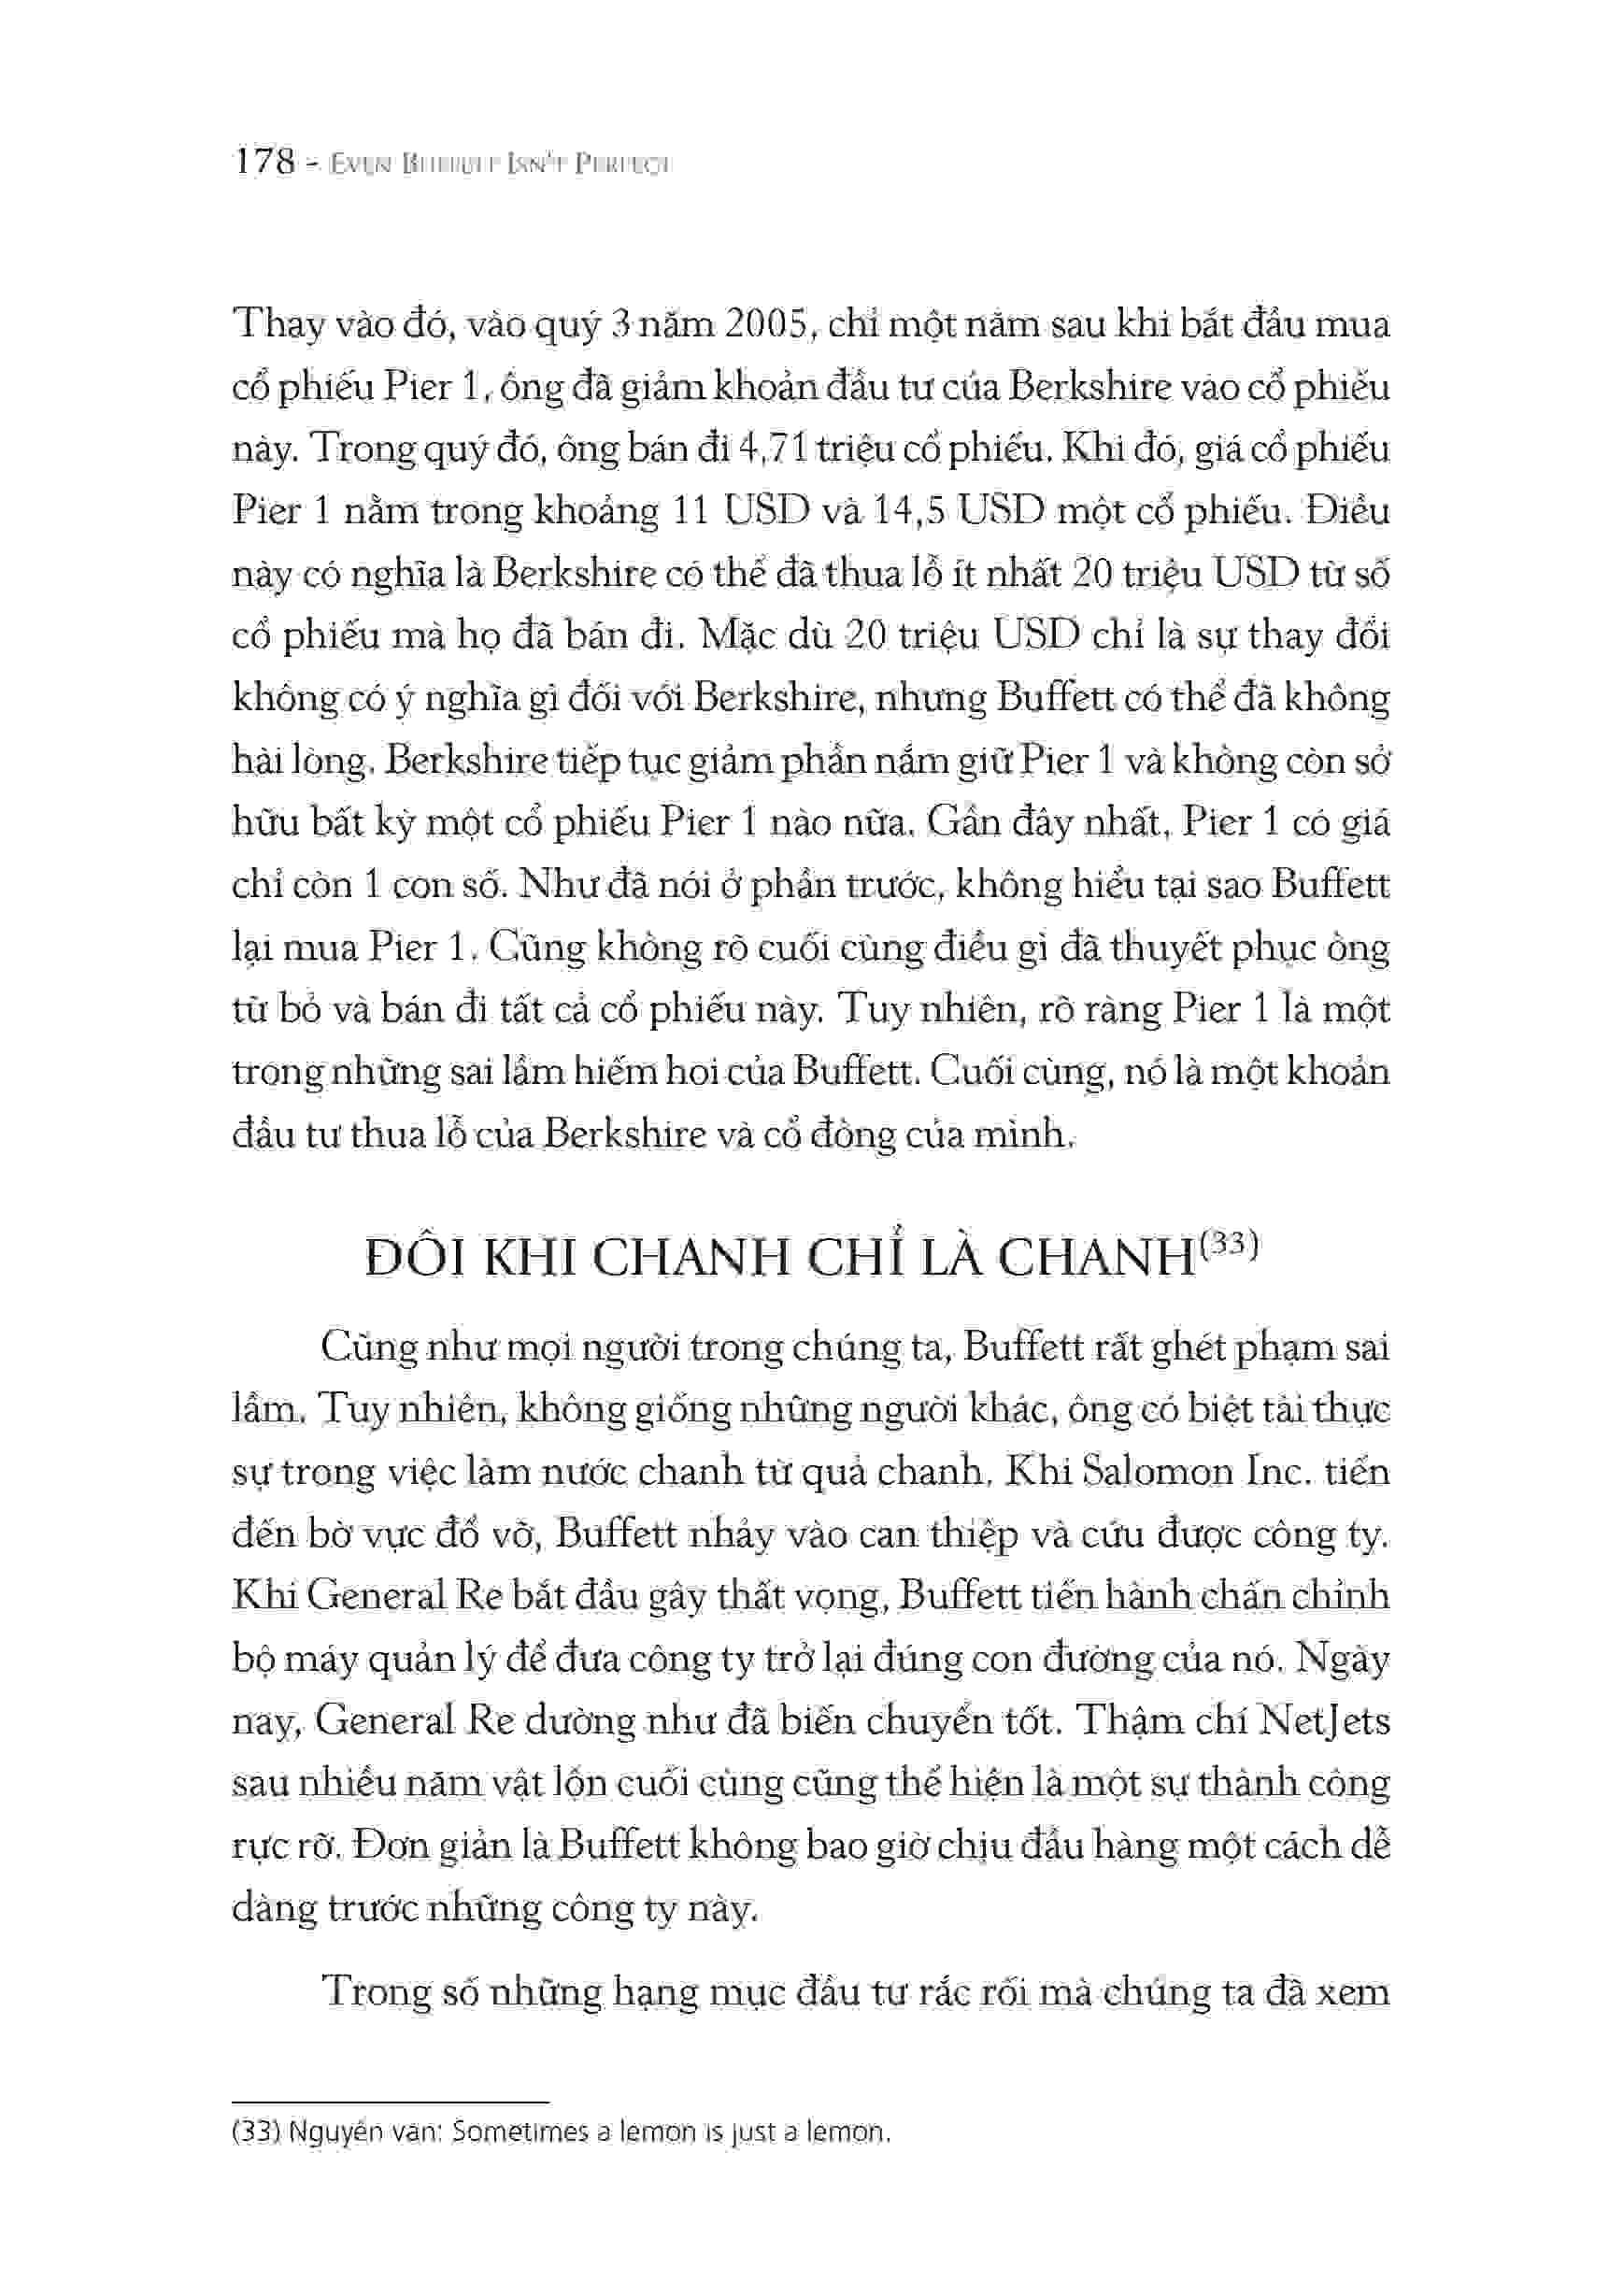 178 - EVEN BUFFETT ISN'T PERFECT
Thay vào đó, vào quý 3 năm 2005, chỉ một năm sau khi bắt đầu mua
cổ phiếu Pier 1, ông đã giảm khoản đầu tư của Berkshire vào cổ phiếu
này. Trong quý đó, ông bán đi 4,71 triệu cổ phiếu. Khi đó, giá cổ phiếu
Pier 1 nằm trong khoảng 11 USD và 14,5 USD một cổ phiếu. Điều
này có nghĩa là Berkshire có thể đã thua lỗ ít nhất 20 triệu USD từ số
cổ phiếu mà họ đã bán đi. Mặc dù 20 triệu USD chỉ là sự thay đổi
không có ý nghĩa gì đối với Berkshire, nhưng Buffett có thể đã không
hài lòng. Berkshire tiếp tục giảm phần nắm giữ Pier 1 và không còn sở
hữu bất kỳ một cổ phiếu Pier 1 nào nữa. Gần đây nhất, Pier 1 có giá
chỉ còn 1 con số. Như đã nói ở phần trước, không hiểu tại sao Buffett
lại mua Pier 1. Cũng không rõ cuối cùng điều gì đã thuyết phục ông
từ bỏ và bán đi tất cả cổ phiếu này. Tuy nhiên, rõ ràng Pier 1 là một
trong những sai lầm hiếm hoi của Buffett. Cuối cùng, nó là một khoản
đầu tư thua lỗ của Berkshire và cổ đông của mình.
ĐÔI KHI CHANH CHỈ LÀ CHANH(33)
Cũng như mọi người trong chúng ta, Buffett rất ghét phạm sai
lầm. Tuy nhiên, không giống những người khác, ông có biệt tài thực
sự trong việc làm nước chanh từ quả chanh. Khi Salomon Inc. tiến
đến bờ vực đổ vỡ, Buffett nhảy vào can thiệp và cứu được công ty.
Khi General Re bắt đầu gây thất vọng, Buffett tiến hành chấn chỉnh
bộ máy quản lý để đưa công ty trở lại đúng con đường của nó. Ngày
nay, General Re dường như đã biến chuyển tốt. Thậm chí NetJets
sau nhiều năm vật lộn cuối cùng cũng thể hiện là một sự thành công
rực rỡ. Đơn giản là Buffett không bao giờ chịu đầu hàng một cách dễ
dàng trước những công ty này.
Trong số những hạng mục đầu tư rắc rối mà chúng ta đã xem
(33) Nguyên văn: Sometimes a lemon is just a lemon.